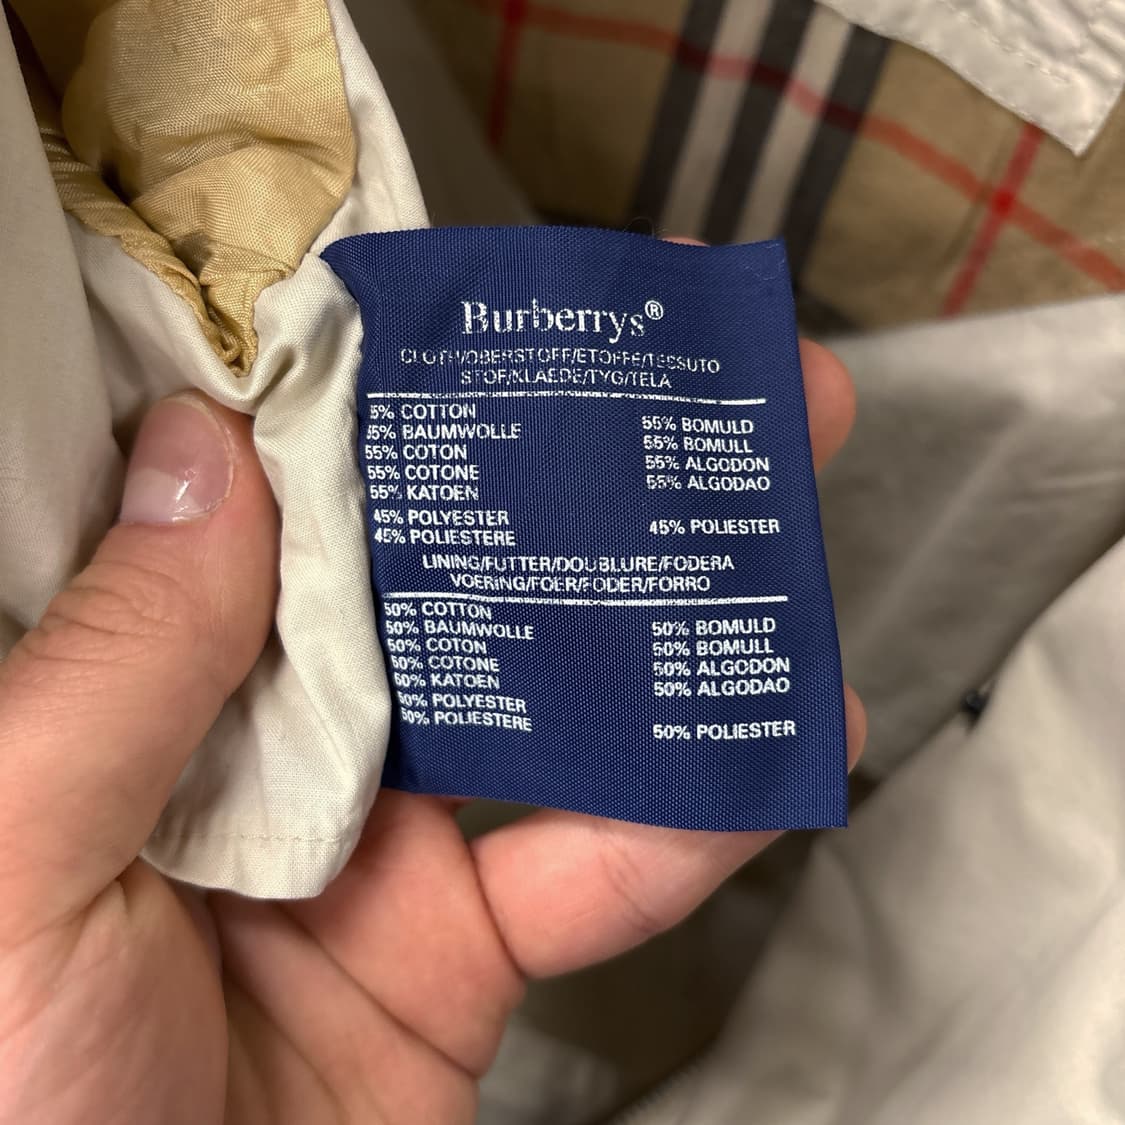 Burberrys®
CLOTH/OBERSTOFF/ETOFFE/TESSUTO
STOF/KLAEDE/TYG/TELA
5% COTTON
55% BAUMWOLLE
55% COTON
55% COTONE
55% KATOEN
55% BOMULD
55% BOMULL
55% ALGODON
55% ALGODAO
45% POLYESTER
45% POLIESTERE
45% POLIESTER
LINING/FUTTER/DOUBLURE/FODERA
VOERING/FOER/FODER/FORRO
50% COTTON
50% BAUMWOLLE
50% COTON
50% COTONE
50% KATOEN
50% BOMULD
50% BOMULL
50% ALGODON
50% ALGODAO
50% POLYESTER
50% POLIESTERE
50% POLIESTER